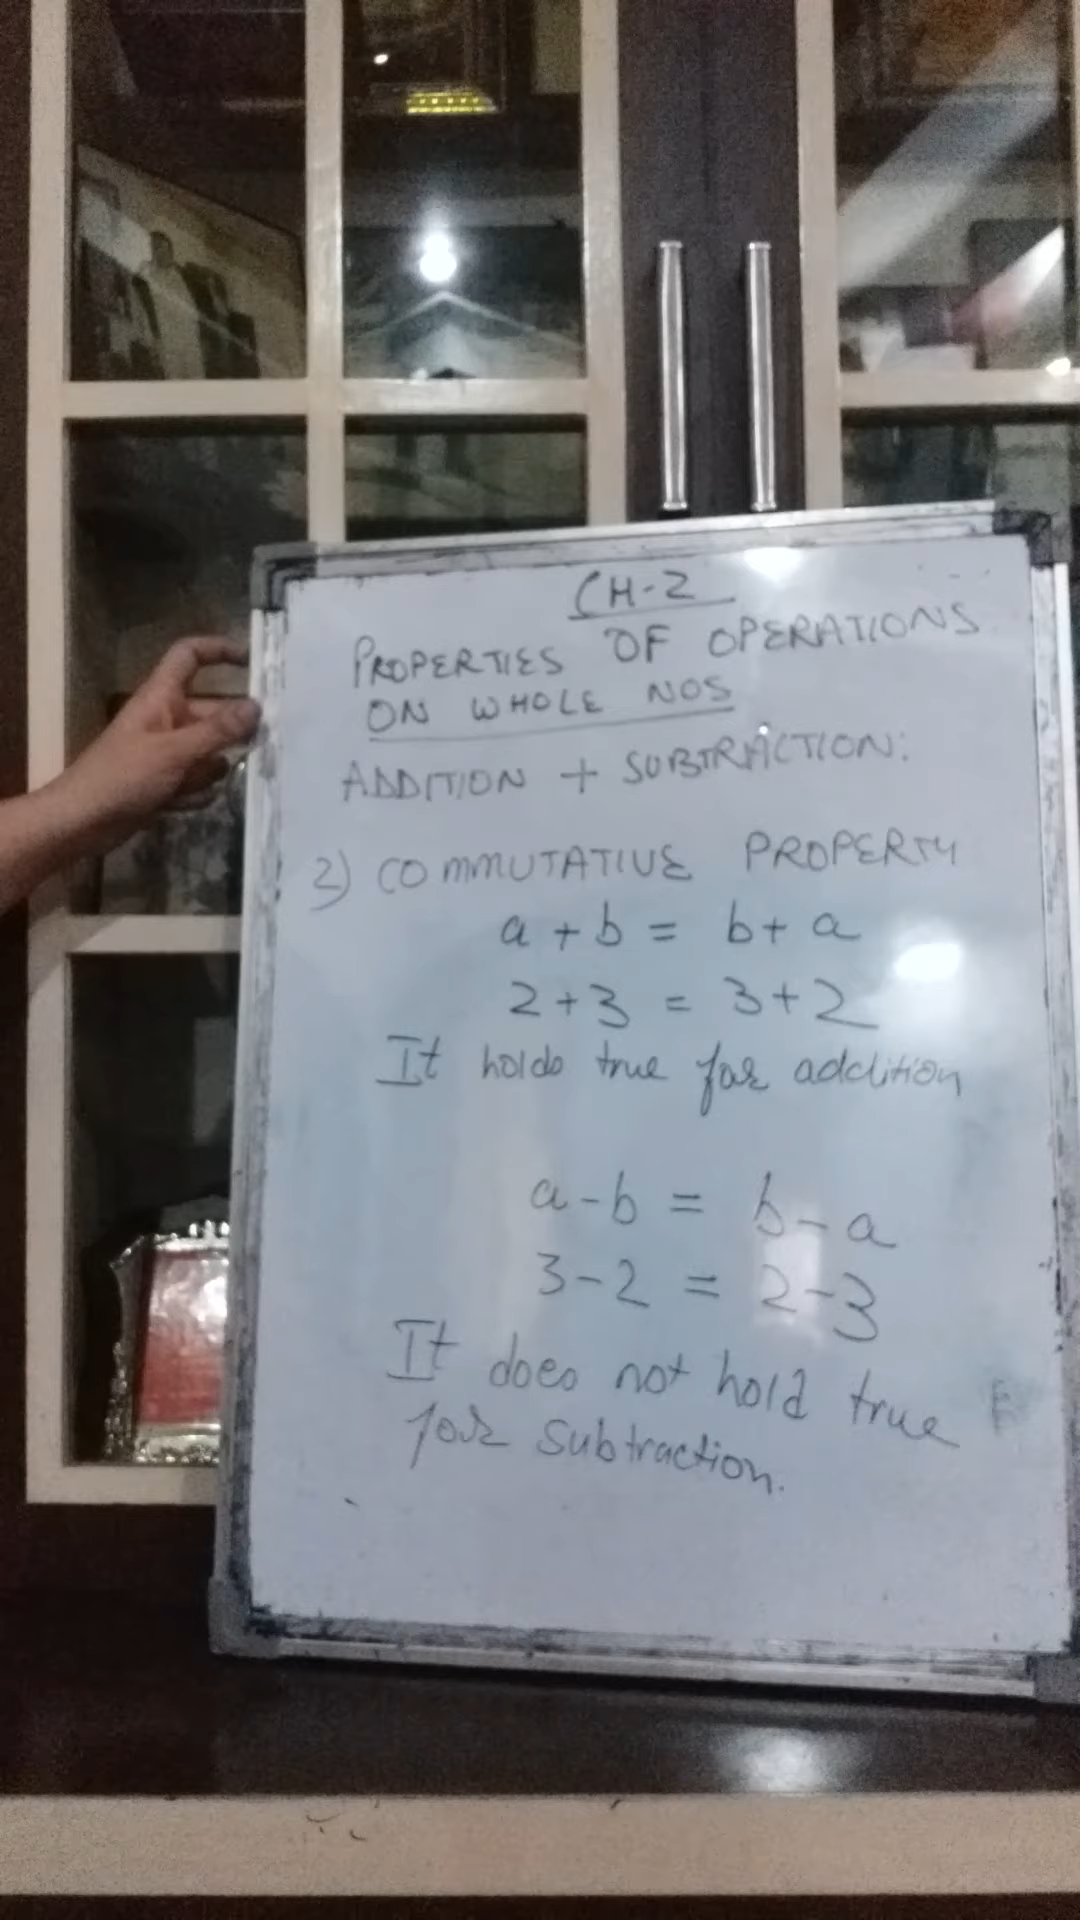 CH-2
PROPERTIES OF OPERATIONS
ON WHOLE NOS
ADDITION + SUBTRACTION:
2) COMMUTATIVE PROPERTY
a + b = b + a
2 + 3 = 3 + 2
It holds true for addition
a - b = b - a
3 - 2 = 2 - 3
It does not hold true
for subtraction.